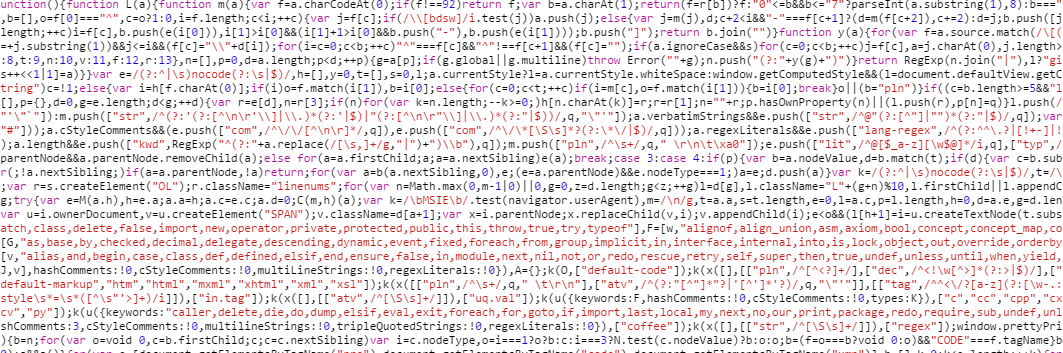 unction(){function m(a){var f=a.charCodeAt(0);if(f!==92)return f;var b=a.charAt(1);return(f=r[b])?f:"0"<=b&&b<="7"?parseInt(a.substring(1),8):b==="
,b=[],o=f[0]==="^",c=o?1:0,i=f.length;c<i;++c){var j=f[c];if(/\\[bdsw]/i.test(j))a.push(j);else{var j=m(j),d;c+2<i&&"-"===f[c+1]?(d=m(f[c+2]),c+=2):d=j;b.push([
length;++c)i=f[c],b.push(e(i[0])),i[1]>i[0]&&(i[1]+1>i[0]&&b.push("-"),b.push(e(i[1])));b.push("]");return b.join("")}function y(a){for(var f=a.source.match(/\[(
=+j.substring(1))&&j<=i&&(f[c]="\\"+d[i]);for(i=c=0;c<b;++c)"^"===f[c]&&"^"!==f[c+1]&&(f[c]="");if(a.ignoreCase&&s)for(c=0;c<b;++c)j=f[c],a=j.charAt(0),j.length>
:8,t:9,n:10,v:11,f:12,r:13},n=[],p=0,d=a.length;p<d;++p){g=a[p];if(g.global||g.multiline)throw Error(""+g);n.push("(?:"+y(g)+")")}return RegExp(n.join("|"),l?"gi
s++<<1|1]=a)}}var e=/(?:^|\s)nocode(?:\s|$)/,h=[],y=0,t=[],s=0,l;a.currentStyle?l=a.currentStyle.whiteSpace:window.getComputedStyle&&(l=document.defaultView.get
tring")c=!1;else{var i=h[f.charAt(0)];if(i)o=f.match(i[1]),b=i[0];else{for(c=0;c<t;++c)if(i=m[c],o=f.match(i[1])){b=i[0];break}o||(b="pln")}if((c=b.length>=5&&"l
[],p={},d=0,g=e.length;d<g;++d){var r=e[d],n=r[3];if(n)for(var k=n.length;--k>=0;)h[n.charAt(k)]=r;r=r[1];n=""+r;p.hasOwnProperty(n)||(l.push(r),p[n]=q)}l.push(/
"'\"`"]):m.push(["str",/^(?:'(?:[^\n\r'\\]|\\.)*(?:'|$)|"(?:[^\n\r"\\]|\\.)*(?:"|$))/,q,"\"'"]);a.verbatimStrings&&e.push(["str",/^@"(?:[^"]|"")*(?:"|$)/,q]);va
"#"]));a.cStyleComments&&(e.push(["com",/^\/\/[^\n\r]*/,q]),e.push(["com",/^\/\*[\S\s]*?(?:\*\/|$)/,q]));a.regexLiterals&&e.push(["lang-regex",/^(?:^^\.?|[!+-]|!
);a.length&&e.push(["kwd",RegExp("^(?:"+a.replace(/[\s,]+/g,"|")+")\\b"),q]);m.push(["pln",/^\s+/,q," \r\n\t\xa0"]);e.push(["lit",/^@[$_a-z][\w$@]*/i,q],["typ",/
parentNode&&a.parentNode.removeChild(a);else for(a=a.firstChild;a;a=a.nextSibling)e(a);break;case 3:case 4:if(p){var b=a.nodeValue,d=b.match(t);if(d){var c=b.sub
r(;!a.nextSibling;)if(a=a.parentNode,!a)return;for(var a=b(a.nextSibling,0),e;(e=a.parentNode)&&e.nodeType===1;)a=e;d.push(a)}var k=/(?:^|\s)nocode(?:\s|$)/,t=/\
;var r=s.createElement("OL");r.className="linenums";for(var n=Math.max(0,m-1|0)||0,g=0,z=d.length;g<z;++g)l=d[g],l.className="L"+(g+n)%10,l.firstChild||l.appendC
g;try{var e=M(a.h),h=e.a;a.a=h;a.c=e.c;a.d=0;C(m,h)(a);var k=/\bMSIE\b/.test(navigator.userAgent),m=/\n/g,t=a.a,s=t.length,e=0,l=a.c,p=l.length,h=0,d=a.e,g=d.len
var u=i.ownerDocument,v=u.createElement("SPAN");v.className=d[a+1];var x=i.parentNode;x.replaceChild(v,i);v.appendChild(i);e<o&&(l[h+1]=i=u.createTextNode(t.subs
atch,class,delete,false,import,new,operator,private,protected,public,this,throw,true,try,typeof"],F=[w,"alignof,align_union,asm,axiom,bool,concept,concept_map,co
[G,"as,base,by,checked,decimal,delegate,descending,dynamic,event,fixed,foreach,from,group,implicit,in,interface,internal,into,is,lock,object,out,override,orderby
[v,"alias,and,begin,case,class,def,defined,elsif,end,ensure,false,in,module,next,nil,not,or,redo,rescue,retry,self,super,then,true,undef,unless,until,when,yield,
J,v],hashComments:!0,cStyleComments:!0,multiLineStrings:!0,regexLiterals:!0}),A={};k(O,["default-code"]);k(x([],[["pln",/^[^<?]+/],["dec",/^<!\w[^>]*(?:>|$)/],["
default-markup","htm","html","mxml","xhtml","xml","xsl"]);k(x([["pln",/^\s+/,q," \t\r\n"],["atv",/^(?:"[^"]*"?|'[^']*'?)/,q,"\"'"]],[["tag",/^^<\/?[a-z](?:[\w-.:
style\s*=\s*([^\s"'>]+)/i]]),["in.tag"]);k(x([],[["atv",/^[\S\s]+/]]),["uq.val"]);k(u({keywords:F,hashComments:!0,cStyleComments:!0,types:K}),["c","cc","cpp","cx
cv","py"]);k(u({keywords:"caller,delete,die,do,dump,elsif,eval,exit,foreach,for,goto,if,import,last,local,my,next,no,our,print,package,redo,require,sub,undef,unl
shComments:3,cStyleComments:!0,multilineStrings:!0,tripleQuotedStrings:!0,regexLiterals:!0}),["coffee"]);k(x([],[["str",/^[\S\s]+/]]),["regex"]);window.prettyPri
){b=n;for(var o=void 0,c=b.firstChild;c;c=c.nextSibling)var i=c.nodeType,o=i===1?o?b:c:i===3?N.test(c.nodeValue)?b:o:o;b=(f=o===b?void 0:o)&&"CODE"===f.tagName}